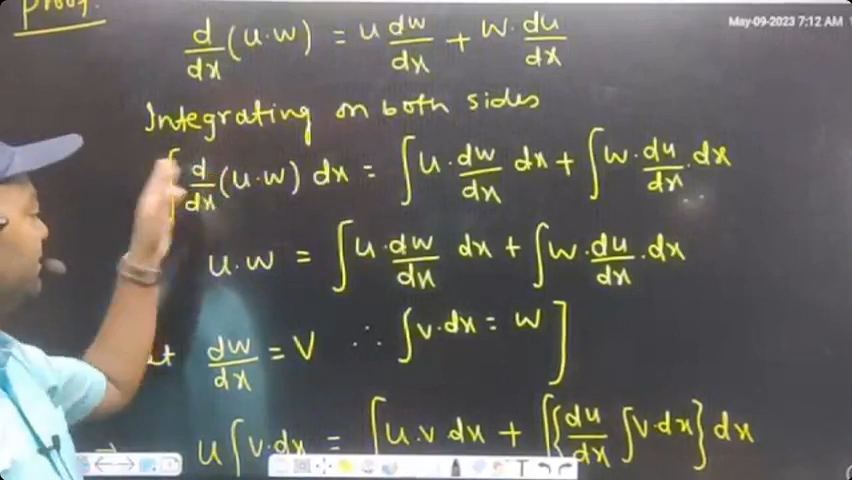 Proof:
May-09-2023 7:12 AM
d/dx (u·w) = u dw/dx + w·du/dx
Integrating on both sides
∫ d/dx (u·w) dx = ∫ u·dw/dx dx + ∫ w·du/dx·dx
u·w = ∫ u·dw/dx dx + ∫ w·du/dx·dx
dw/dx = V ∴ ∫v·dx = w ]
u∫v·dx = ∫u·v dx + ∫{du/dx ∫v·dx} dx